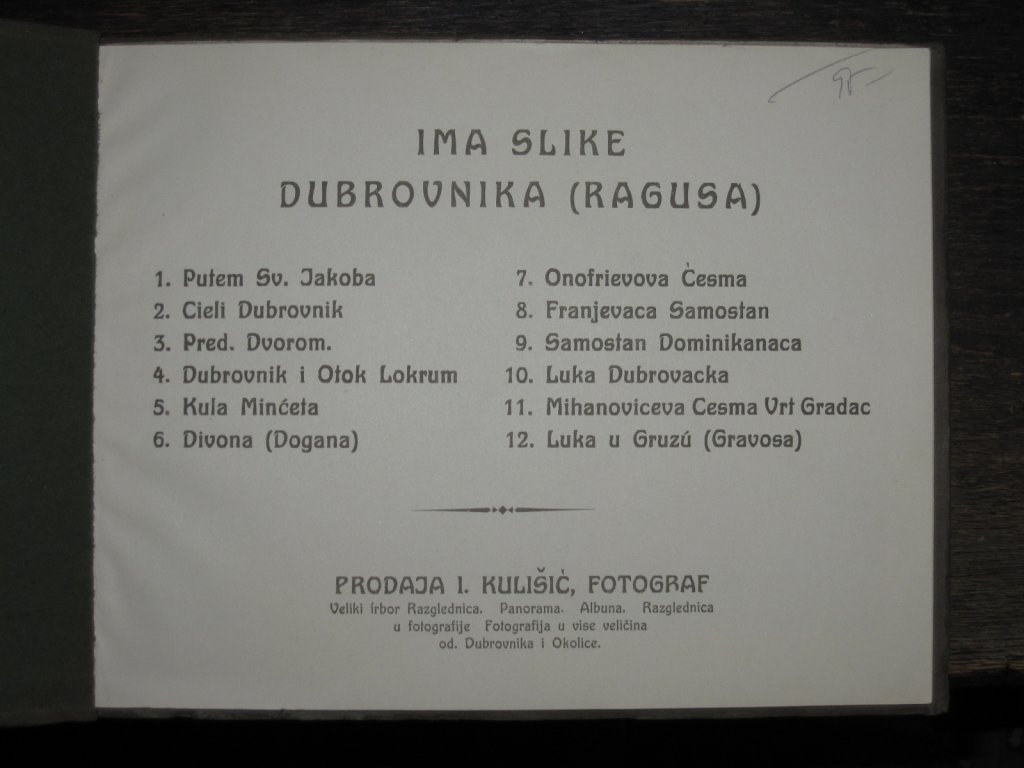 IMA SLIKE
DUBROVNIKA (RAGUSA)
1. Putem Sv. Jakoba
2. Cieli Dubrovnik
3. Pred. Dvorom.
4. Dubrovnik i Otok Lokrum
5. Kula Minćeta
6. Divona (Dogana)
7. Onofrievova Ċesma
8. Franjevaca Samostan
9. Samostan Dominikanaca
10. Luka Dubrovacka
11. Mihanoviceva Cesma Vrt Gradac
12. Luka u Gruzú (Gravosa)
PRODAJA I. KULIŠIĊ, FOTOGRAF
Veliki irbor Razglednica. Panorama. Albuna. Razglednica
u fotografije Fotografija u vise veličina
od. Dubrovnika i Okolice.